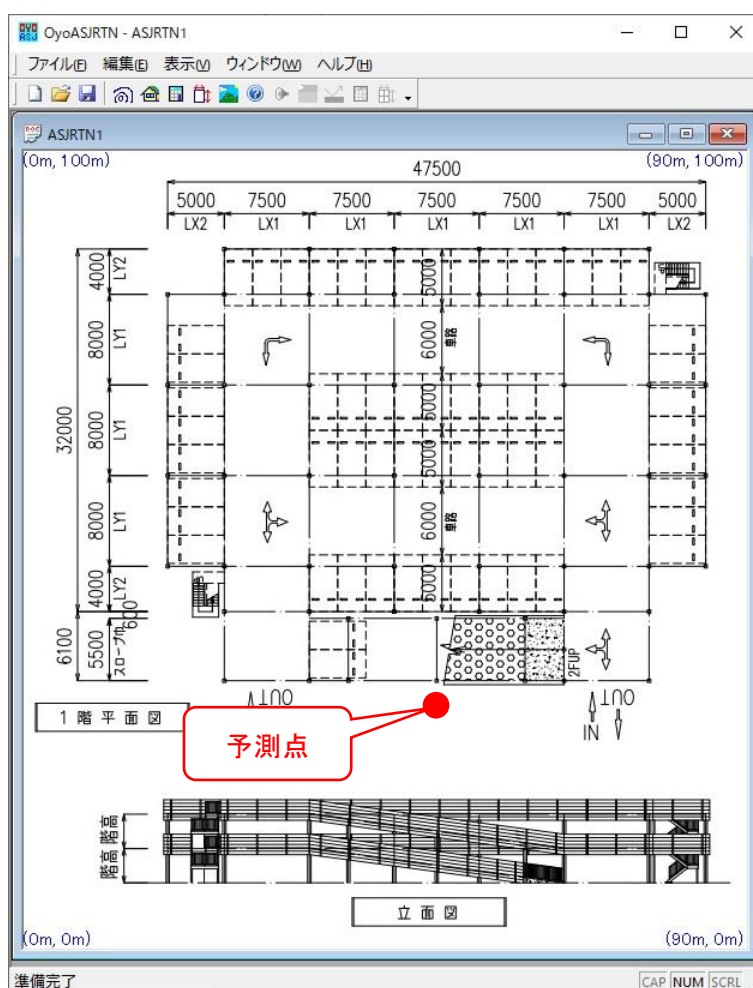 OyoASJRTN - ASJRTN1
ファイル(F) 編集(E) 表示(V) ウィンドウ(W) ヘルプ(H)
ASJRTN1
(0m, 100m)
(90m, 100m)
47500
5000 7500 7500 7500 7500 7500 5000
LX2 LX1 LX1 LX1 LX1 LX1 LX2
4000 LY2
8000 LY1
8000 LY1
8000 LY1
4000 LY2
32000
6100
5500
スロープ巾
600
5000
6000 車路
5000
5000
6000 車路
5000
2FUP
OUT
OUT
IN
1階平面図
予測点
階高
階高
立面図
(0m, 0m)
(90m, 0m)
準備完了
CAP NUM SCRL